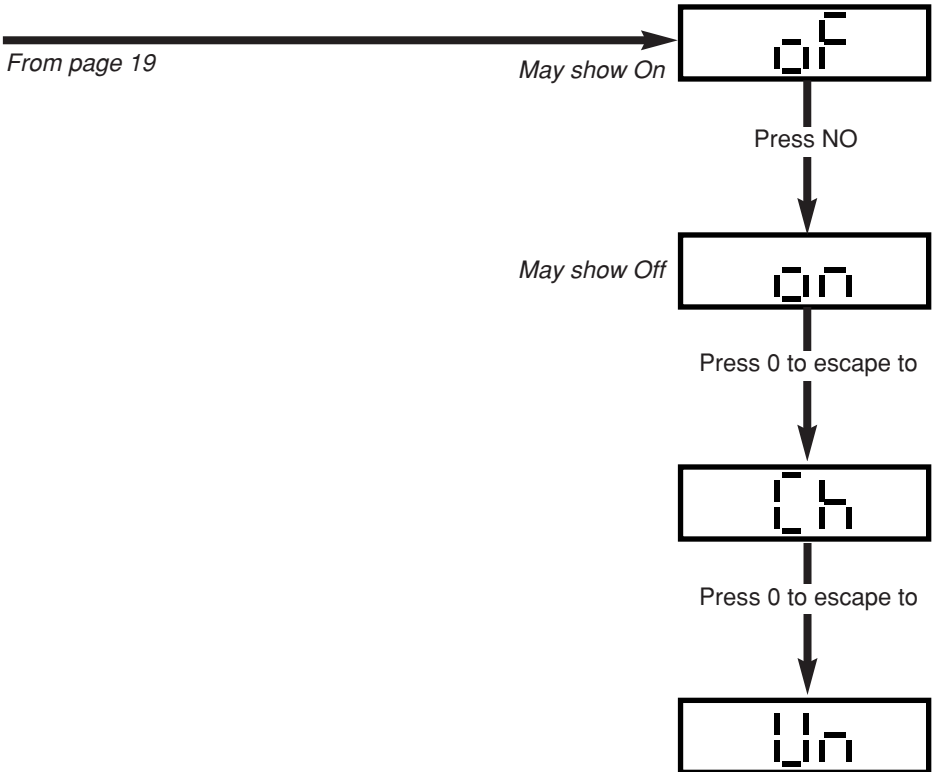 oF
From page 19
May show On
Press NO
May show Off
on
Press 0 to escape to
Ch
Press 0 to escape to
Un